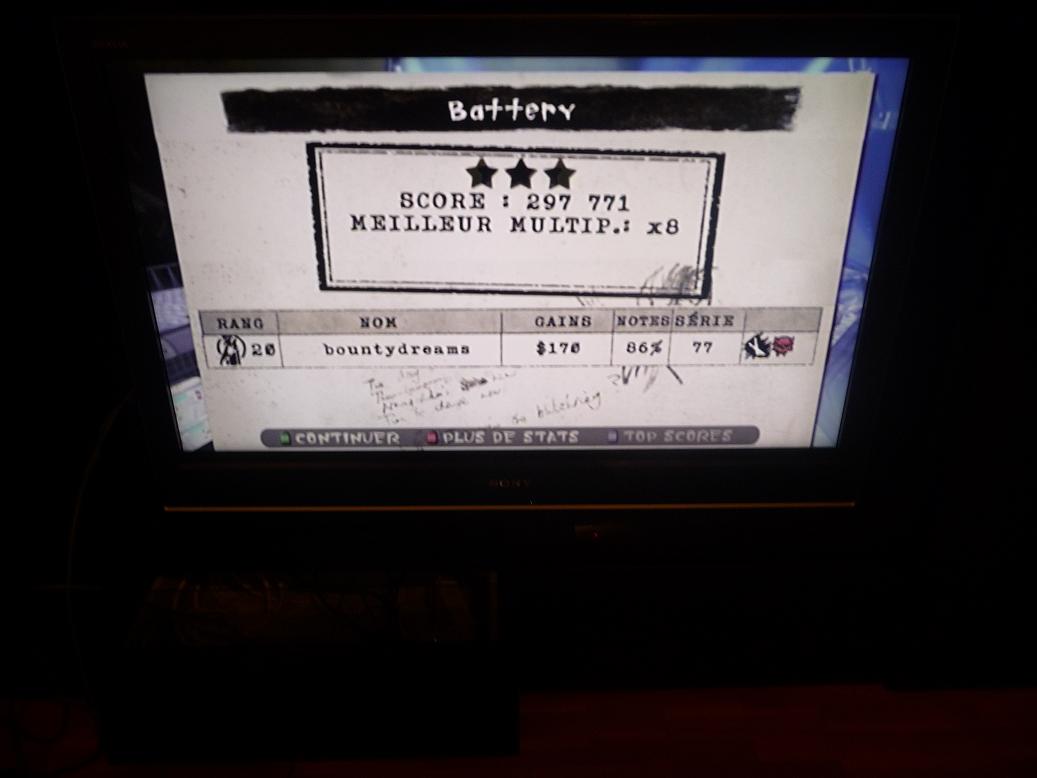 Battery
SCORE : 297 771
MEILLEUR MULTIP.: x8
RANG NOM GAINS NOTES SÉRIE
20 bountydreams $170 86% 77
CONTINUER PLUS DE STATS TOP SCORES
SONY